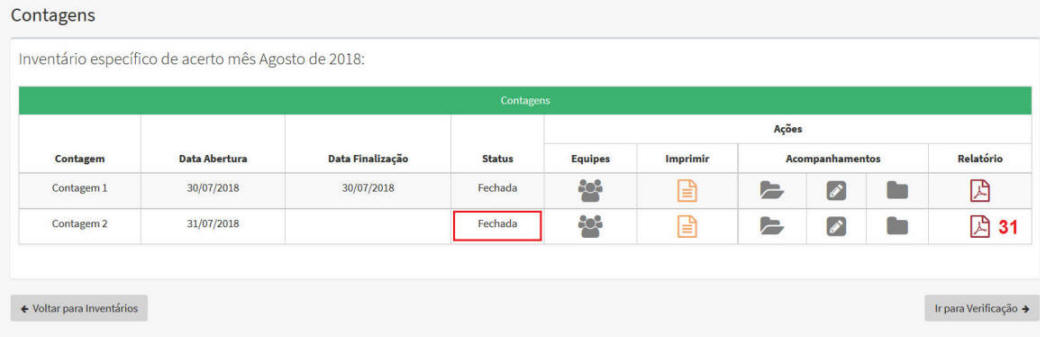 Contagens
Inventário específico de acerto mês Agosto de 2018:
Contagens
Ações
Contagem Data Abertura Data Finalização Status Equipes Imprimir Acompanhamentos Relatório
Contagem 1 30/07/2018 30/07/2018 Fechada
Contagem 2 31/07/2018 Fechada 31
Voltar para Inventários Ir para Verificação